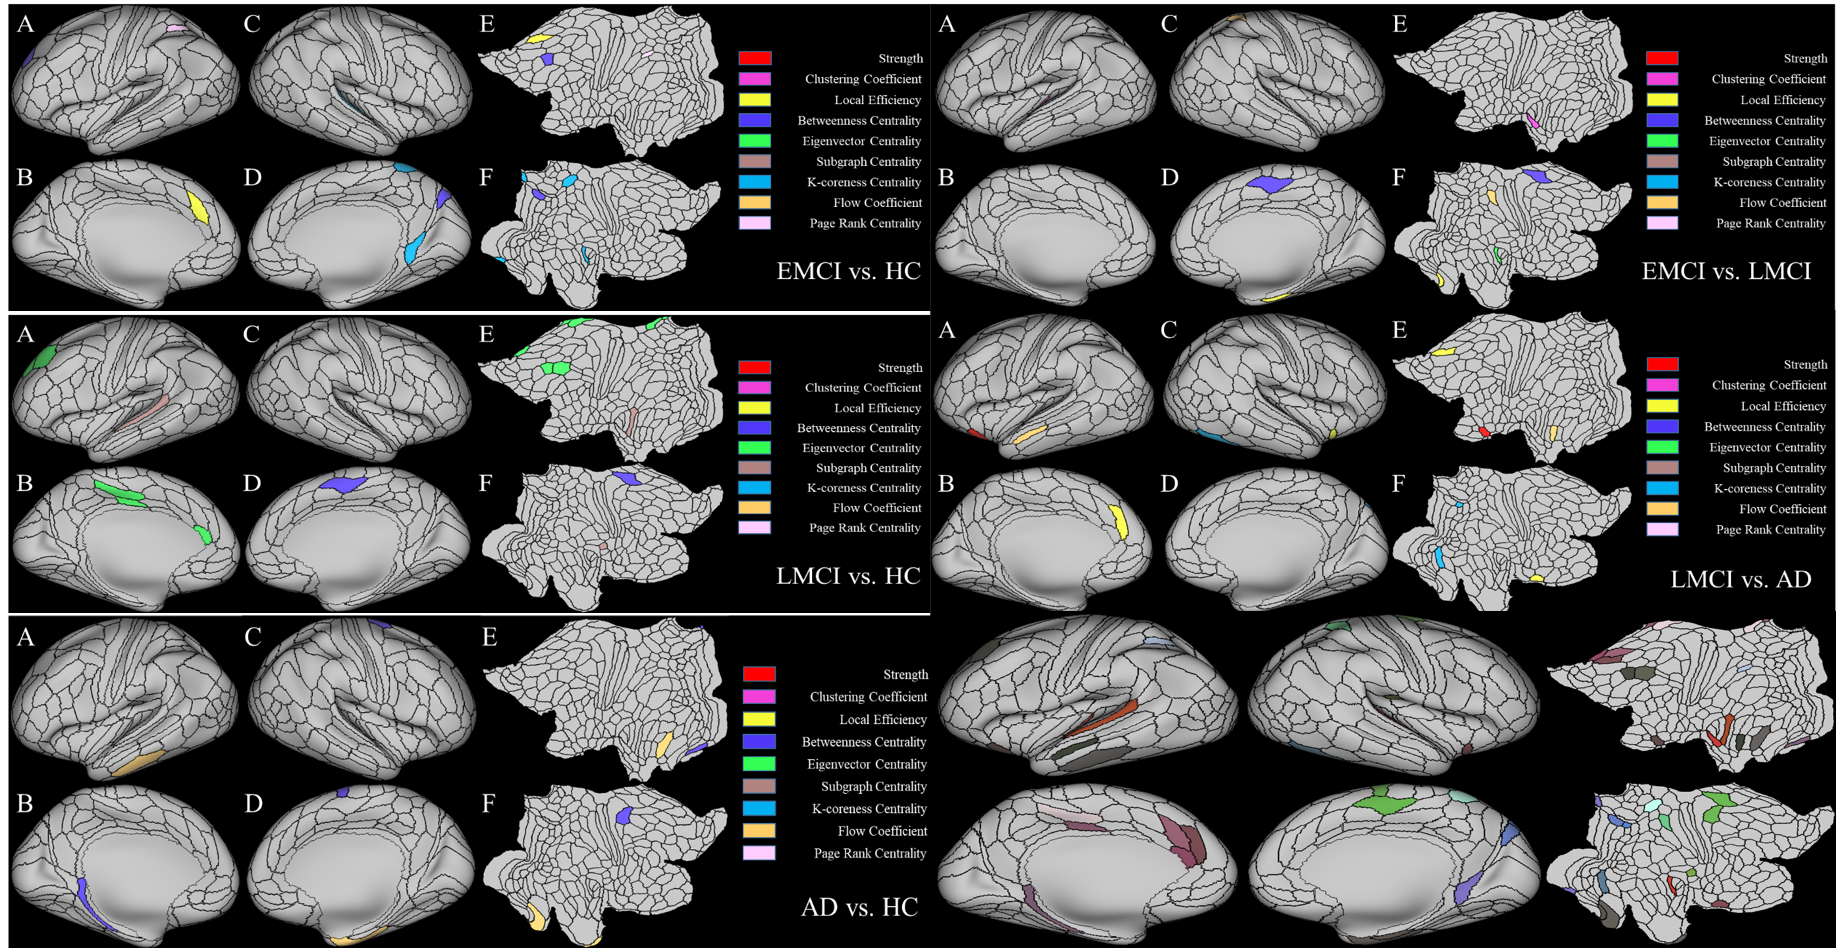 A
C
E
Strength
Clustering Coefficient
Local Efficiency
Betweenness Centrality
Eigenvector Centrality
Subgraph Centrality
B
D
F
K-coreness Centrality
Flow Coefficient
Page Rank Centrality
EMCI vs. HC
A
C
E
Strength
Clustering Coefficient
Local Efficiency
Betweenness Centrality
Eigenvector Centrality
Subgraph Centrality
B
D
F
K-coreness Centrality
Flow Coefficient
Page Rank Centrality
EMCI vs. LMCI
A
C
E
Strength
Clustering Coefficient
Local Efficiency
Betweenness Centrality
Eigenvector Centrality
Subgraph Centrality
B
D
F
K-coreness Centrality
Flow Coefficient
Page Rank Centrality
LMCI vs. HC
A
C
E
Strength
Clustering Coefficient
Local Efficiency
Betweenness Centrality
Eigenvector Centrality
Subgraph Centrality
B
D
F
K-coreness Centrality
Flow Coefficient
Page Rank Centrality
LMCI vs. AD
A
C
E
Strength
Clustering Coefficient
Local Efficiency
Betweenness Centrality
Eigenvector Centrality
Subgraph Centrality
B
D
F
K-coreness Centrality
Flow Coefficient
Page Rank Centrality
AD vs. HC